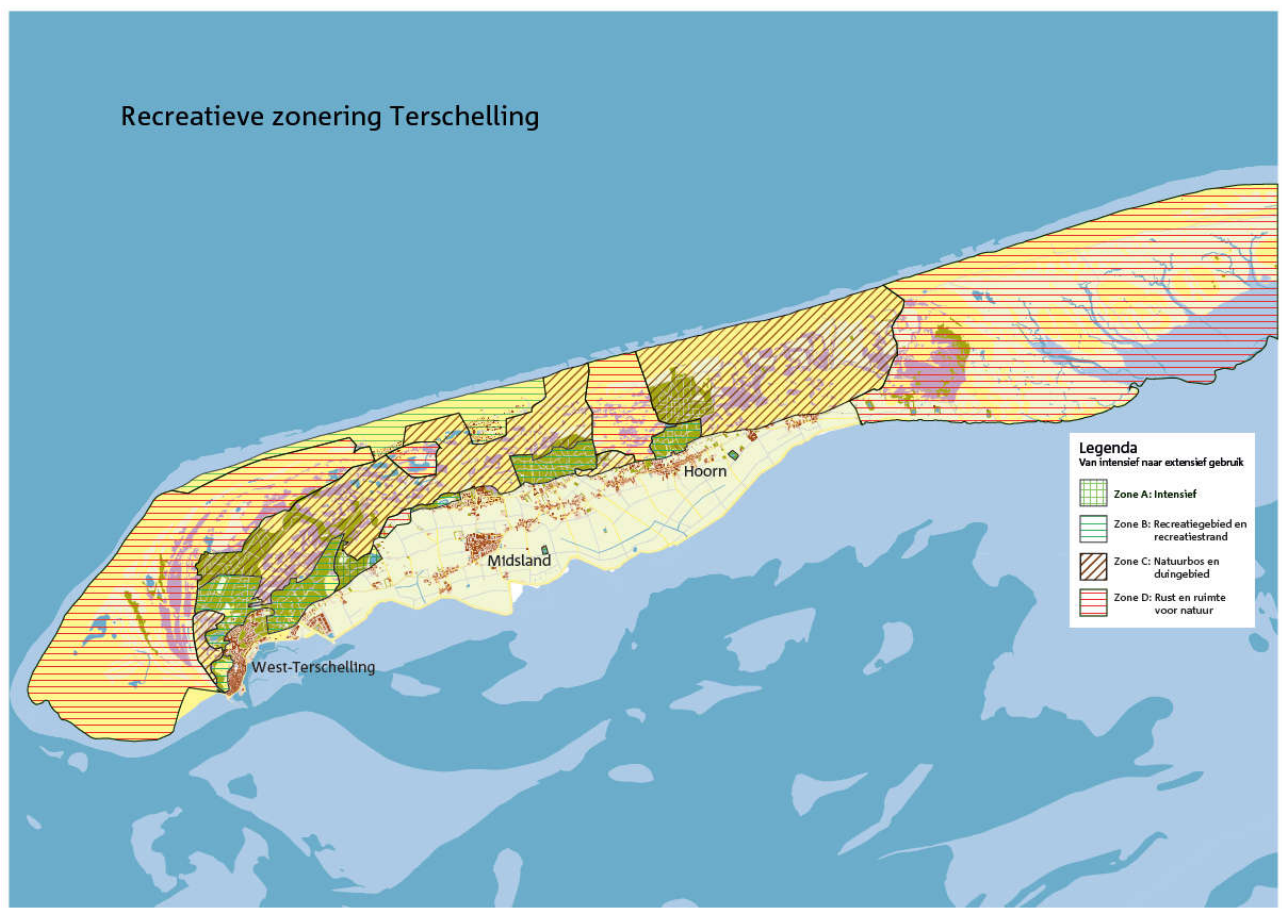 Recreatieve zonering Terschelling
Hoorn
Midsland
West-Terschelling
Legenda
Van intensief naar extensief gebruik
Zone A: Intensief
Zone B: Recreatiegebied en
recreatiestrand
Zone C: Natuurbos en
duingebied
Zone D: Rust en ruimte
voor natuur